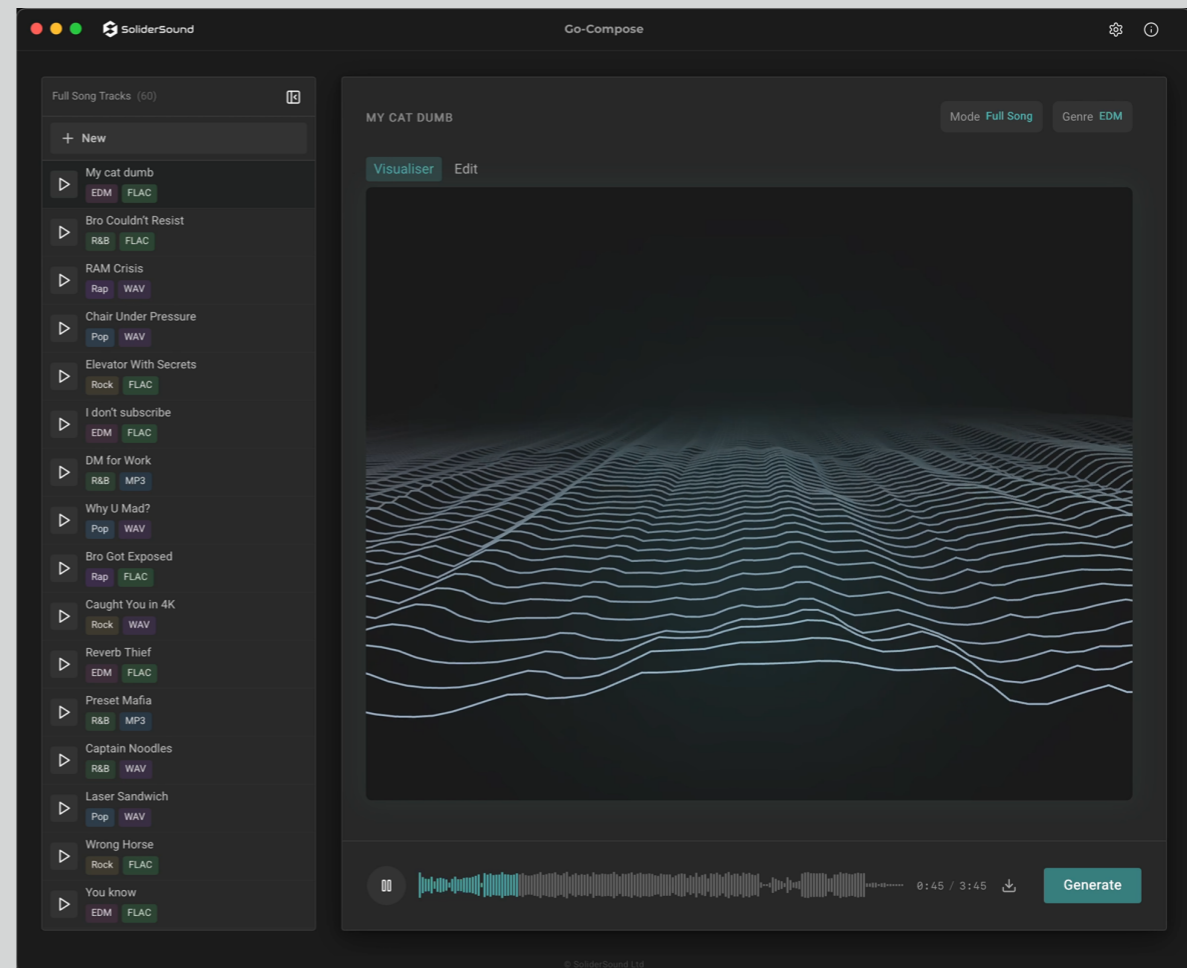 SoliderSound
Go-Compose
Full Song Tracks (60)
+ New
My cat dumb
EDM FLAC
Bro Couldn't Resist
R&B FLAC
RAM Crisis
Rap WAV
Chair Under Pressure
Pop WAV
Elevator With Secrets
Rock FLAC
I don't subscribe
EDM FLAC
DM for Work
R&B MP3
Why U Mad?
Pop WAV
Bro Got Exposed
Rap FLAC
Caught You in 4K
Rock WAV
Reverb Thief
EDM FLAC
Preset Mafia
R&B MP3
Captain Noodles
R&B WAV
Laser Sandwich
Pop WAV
Wrong Horse
Rock FLAC
You know
EDM FLAC
MY CAT DUMB
Mode Full Song
Genre EDM
Visualiser Edit
0:45 / 3:45
Generate
© SoliderSound Ltd